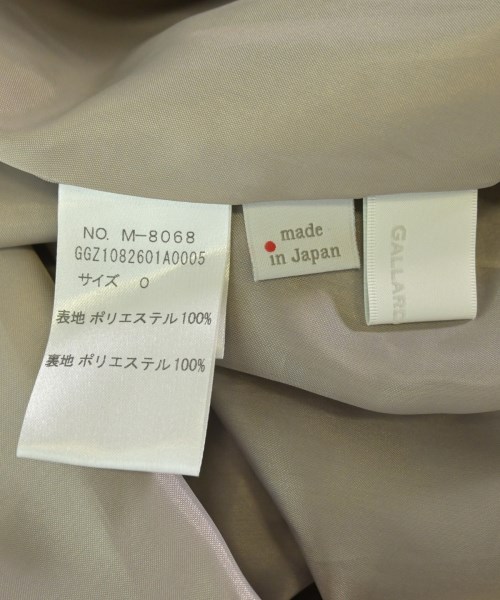 NO. M-8068
GGZ1082601A0005
サイズ 0
表地 ポリエステル100%
裏地 ポリエステル100%
made
in Japan